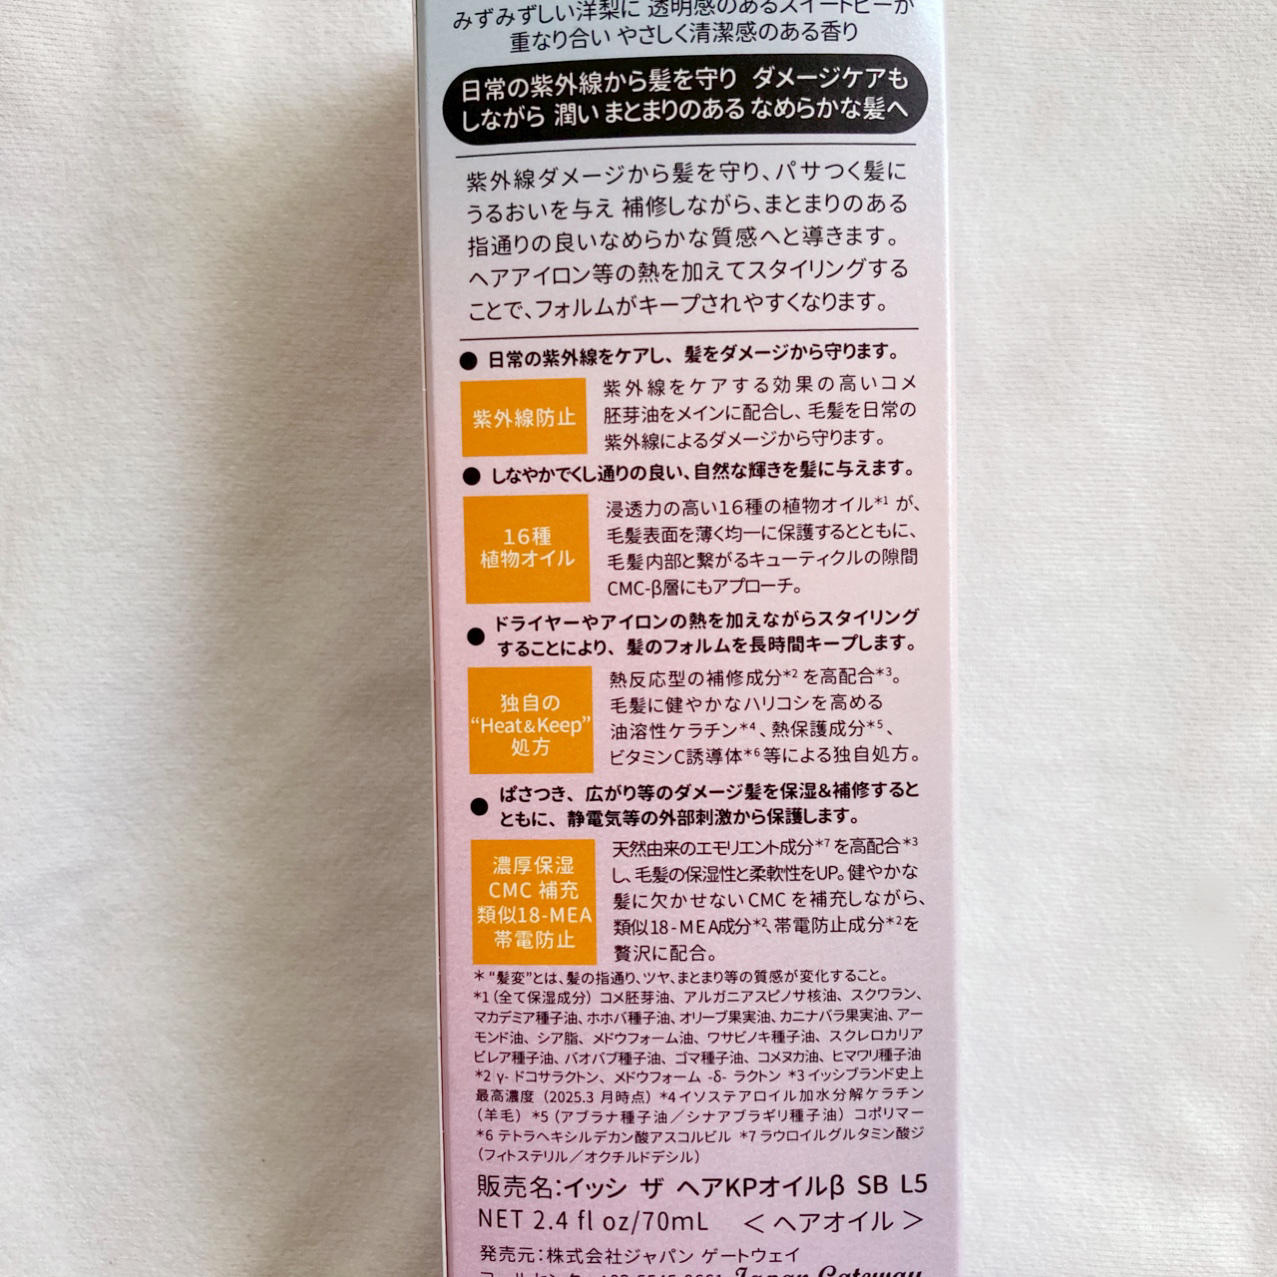 みずみずしい洋梨に 透明感のあるスイートピーが
重なり合い やさしく清潔感のある香り
日常の紫外線から髪を守り ダメージケアも
しながら 潤い まとまりのある なめらかな髪へ
紫外線ダメージから髪を守り、パサつく髪に
うるおいを与え 補修しながら、まとまりのある
指通りの良いなめらかな質感へと導きます。
ヘアアイロン等の熱を加えてスタイリングする
ことで、フォルムがキープされやすくなります。
● 日常の紫外線をケアし、髪をダメージから守ります。
紫外線防止
紫外線をケアする効果の高いコメ
胚芽油をメインに配合し、毛髪を日常の
紫外線によるダメージから守ります。
● しなやかでくし通りの良い、自然な輝きを髪に与えます。
16種
植物オイル
浸透力の高い16種の植物オイル*1 が、
毛髪表面を薄く均一に保護するとともに、
毛髪内部と繋がるキューティクルの隙間
CMC-β層にもアプローチ。
● ドライヤーやアイロンの熱を加えながらスタイリング
することにより、髪のフォルムを長時間キープします。
独自の
“Heat&Keep”
処方
熱反応型の補修成分*2 を高配合*3。
毛髪に健やかなハリコシを高める
油溶性ケラチン*4、熱保護成分*5、
ビタミンC誘導体*6 等による独自処方。
● ぱさつき、広がり等のダメージ髪を保湿&補修すると
ともに、静電気等の外部刺激から保護します。
濃厚保湿
CMC 補充
類似18-MEA
帯電防止
天然由来のエモリエント成分*7 を高配合*3
し、毛髪の保湿性と柔軟性をUP。健やかな
髪に欠かせない CMC を補充しながら、
類似18-MEA成分*2、帯電防止成分*2を
贅沢に配合。
* “髪変”とは、髪の指通り、ツヤ、まとまり等の質感が変化すること。
*1 (全て保湿成分) コメ胚芽油、アルガニアスピノサ核油、スクワラン、
マカデミア種子油、ホホバ種子油、オリーブ果実油、カニナバラ果実油、アー
モンド油、シア脂、メドウフォーム油、ワサビノキ種子油、スクレロカリア
ビレア種子油、バオバブ種子油、ゴマ種子油、コメヌカ油、ヒマワリ種子油
*2 γ- ドコサラクトン、メドウフォーム -δ- ラクトン *3 イッシブランド史上
最高濃度 (2025.3 月時点) *4 イソステアロイル加水分解ケラチン
(羊毛) *5 (アブラナ種子油／シナアブラギリ種子油) コポリマー
*6 テトラヘキシルデカン酸アスコルビル *7 ラウロイルグルタミン酸ジ
(フィトステリル／オクチルドデシル)
販売名:イッシ ザ ヘアKPオイルβ SB L5
NET 2.4 fl oz/70mL ＜ヘアオイル＞
発売元:株式会社ジャパン ゲートウェイ
Japan Gateway